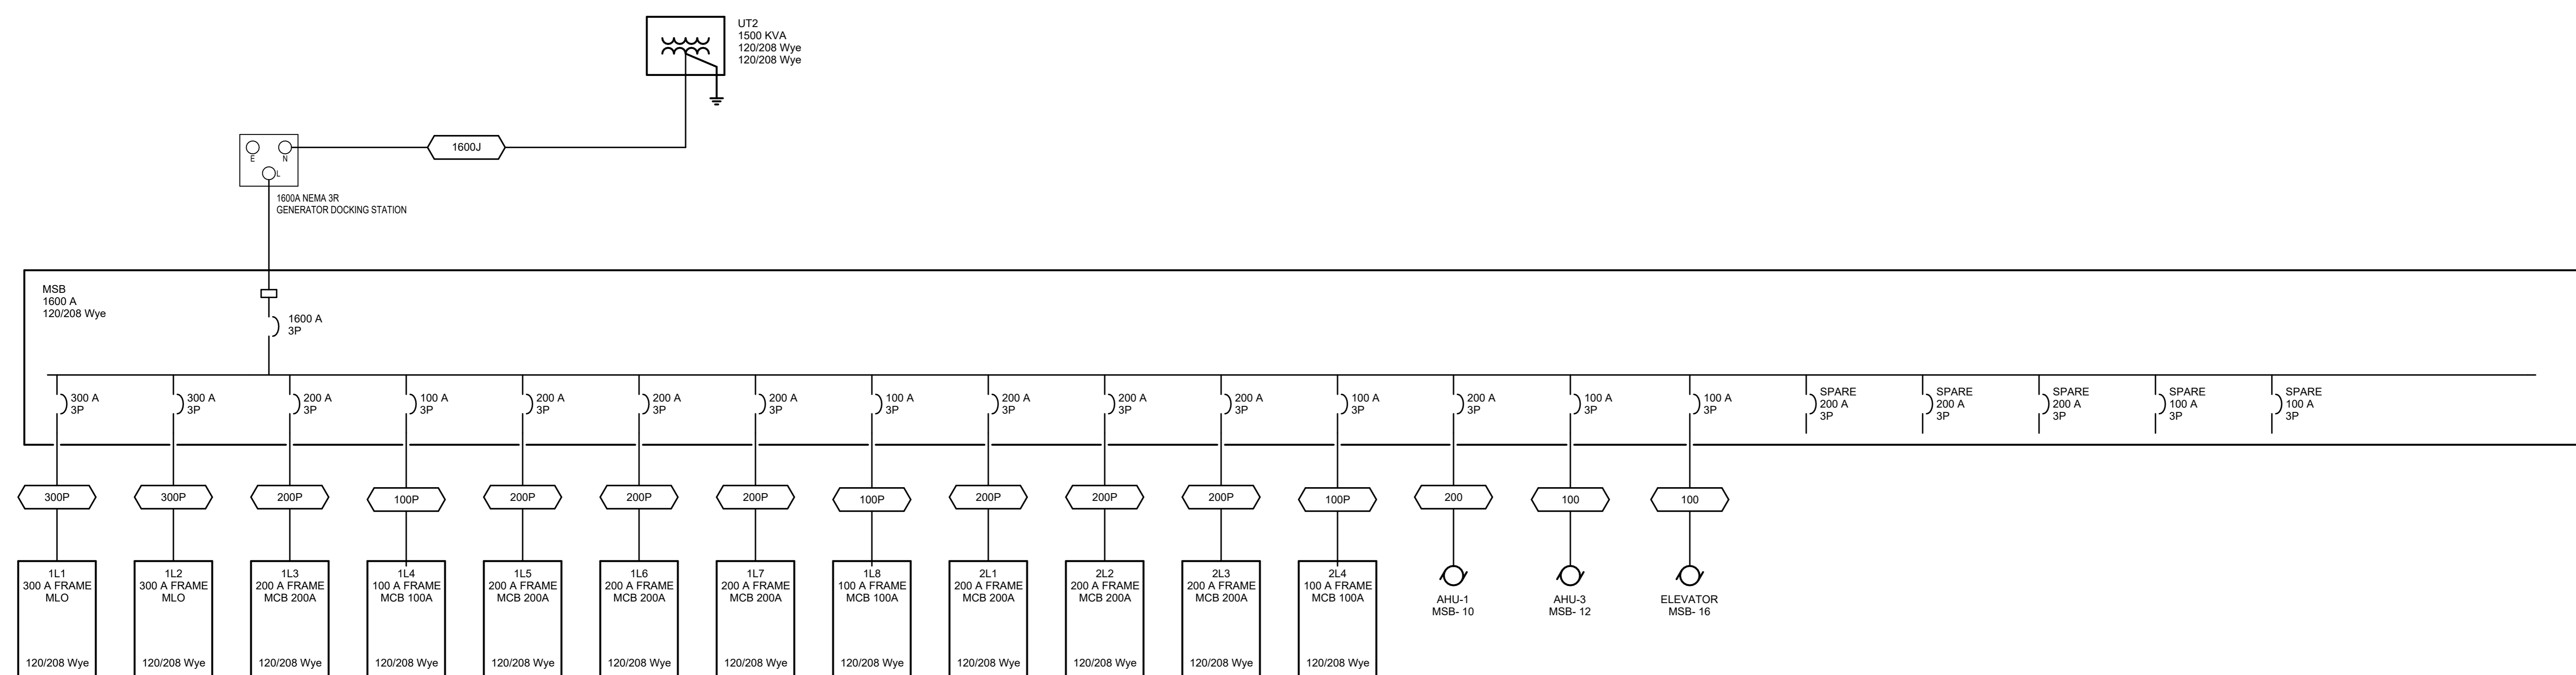 UT2
1500 KVA
120/208 Wye
120/208 Wye
1600J
E
N
L
1600A NEMA 3R
GENERATOR DOCKING STATION
MSB
1600 A
120/208 Wye
1600 A
3P
300 A
3P
300 A
3P
200 A
3P
100 A
3P
200 A
3P
200 A
3P
200 A
3P
100 A
3P
200 A
3P
200 A
3P
200 A
3P
100 A
3P
200 A
3P
100 A
3P
100 A
3P
SPARE
200 A
3P
SPARE
200 A
3P
SPARE
200 A
3P
SPARE
100 A
3P
SPARE
100 A
3P
300P
300P
200P
100P
200P
200P
200P
100P
200P
200P
200P
100P
200
100
100
1L1
300 A FRAME
MLO
120/208 Wye
1L2
300 A FRAME
MLO
120/208 Wye
1L3
200 A FRAME
MCB 200A
120/208 Wye
1L4
100 A FRAME
MCB 100A
120/208 Wye
1L5
200 A FRAME
MCB 200A
120/208 Wye
1L6
200 A FRAME
MCB 200A
120/208 Wye
1L7
200 A FRAME
MCB 200A
120/208 Wye
1L8
100 A FRAME
MCB 100A
120/208 Wye
2L1
200 A FRAME
MCB 200A
120/208 Wye
2L2
200 A FRAME
MCB 200A
120/208 Wye
2L3
200 A FRAME
MCB 200A
120/208 Wye
2L4
100 A FRAME
MCB 100A
120/208 Wye
AHU-1
MSB- 10
AHU-3
MSB- 12
ELEVATOR
MSB- 16